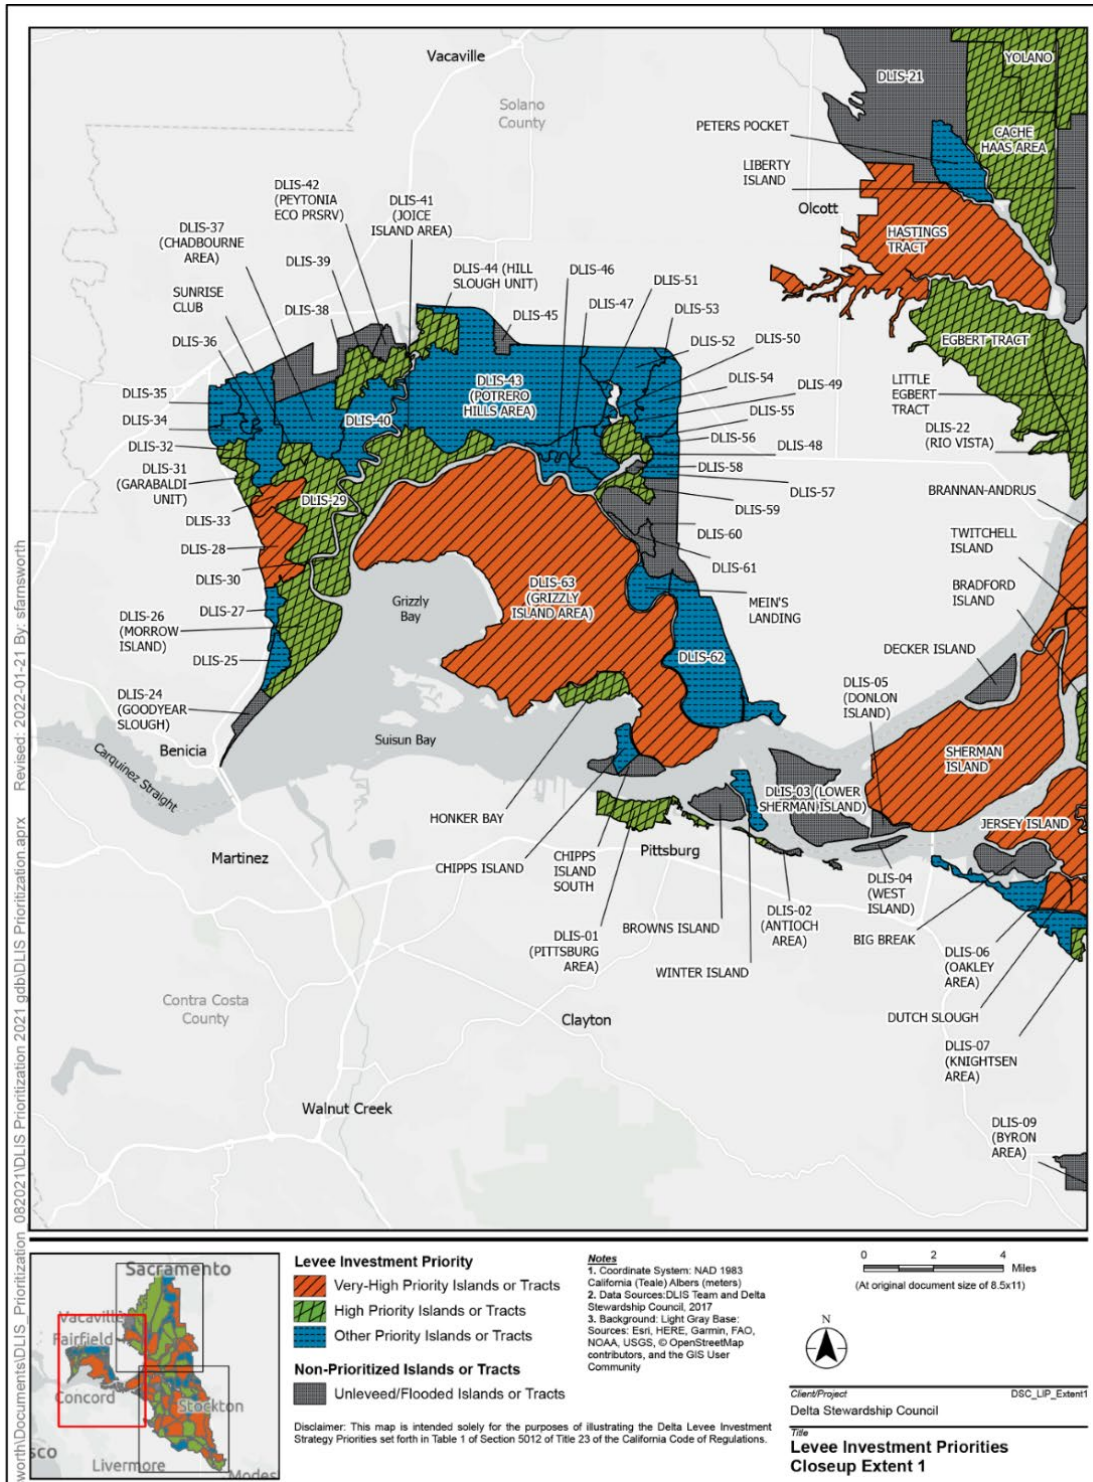 Vacaville
Solano
County
DLIS-21
YOLANO
PETERS POCKET
CACHE
HAAS AREA
LIBERTY
ISLAND
Olcott
HASTINGS
TRACT
DLIS-42
(PEYTONIA
ECO PRSRV)
DLIS-41
(JOICE
ISLAND AREA)
DLIS-37
(CHADBOURNE
AREA)
DLIS-39
DLIS-44 (HILL
SLOUGH UNIT)
DLIS-46
DLIS-51
SUNRISE
CLUB
DLIS-38
DLIS-47
DLIS-45
DLIS-53
DLIS-36
DLIS-52
DLIS-50
EGBERT TRACT
DLIS-35
DLIS-43
(POTRERO
HILLS AREA)
DLIS-54
DLIS-49
LITTLE
EGBERT
TRACT
DLIS-34
DLIS-40
DLIS-55
DLIS-32
DLIS-56
DLIS-22
(RIO VISTA)
DLIS-48
DLIS-31
(GARABALDI
UNIT)
DLIS-58
DLIS-29
DLIS-57
BRANNAN-ANDRUS
DLIS-33
DLIS-59
DLIS-28
DLIS-60
TWITCHELL
ISLAND
DLIS-30
DLIS-61
DLIS-63
(GRIZZLY
ISLAND AREA)
BRADFORD
ISLAND
Grizzly
Bay
MEIN'S
LANDING
DLIS-27
DLIS-26
(MORROW
ISLAND)
DECKER ISLAND
DLIS-25
DLIS-62
DLIS-05
(DONLON
ISLAND)
DLIS-24
(GOODYEAR
SLOUGH)
Suisun Bay
Benicia
SHERMAN
ISLAND
Carquinez Straight
DLIS-03 (LOWER
SHERMAN ISLAND)
HONKER BAY
JERSEY ISLAND
Martinez
Pittsburg
CHIPPS ISLAND
CHIPPS
ISLAND
SOUTH
DLIS-04
(WEST
ISLAND)
DLIS-02
(ANTIOCH
AREA)
BROWNS ISLAND
BIG BREAK
DLIS-01
(PITTSBURG
AREA)
DLIS-06
(OAKLEY
AREA)
WINTER ISLAND
Contra Costa
County
Clayton
DUTCH SLOUGH
DLIS-07
(KNIGHTSEN
AREA)
Walnut Creek
DLIS-09
(BYRON
AREA)
worth\Documents\DLIS_Prioritization_082021\DLIS Prioritization 2021 gdb\DLIS Prioritization.aprx Revised: 2022-01-21 By: sfarnsworth
Sacramento
Vacaville
Fairfield
Concord
Stockton
sco
Livermore
Modes
Levee Investment Priority
Very-High Priority Islands or Tracts
High Priority Islands or Tracts
Other Priority Islands or Tracts
Non-Prioritized Islands or Tracts
Unleveed/Flooded Islands or Tracts
Disclaimer: This map is intended solely for the purposes of illustrating the Delta Levee Investment
Strategy Priorities set forth in Table 1 of Section 5012 of Title 23 of the California Code of Regulations.
Notes
1. Coordinate System: NAD 1983
California (Teale) Albers (meters)
2. Data Sources:DLIS Team and Delta
Stewardship Council, 2017
3. Background: Light Gray Base:
Sources: Esri, HERE, Garmin, FAO,
NOAA, USGS, © OpenStreetMap
contributors, and the GIS User
Community
0 2 4
Miles
(At original document size of 8.5x11)
N
Client/Project DSC_LIP_Extent1
Delta Stewardship Council
Title
Levee Investment Priorities
Closeup Extent 1